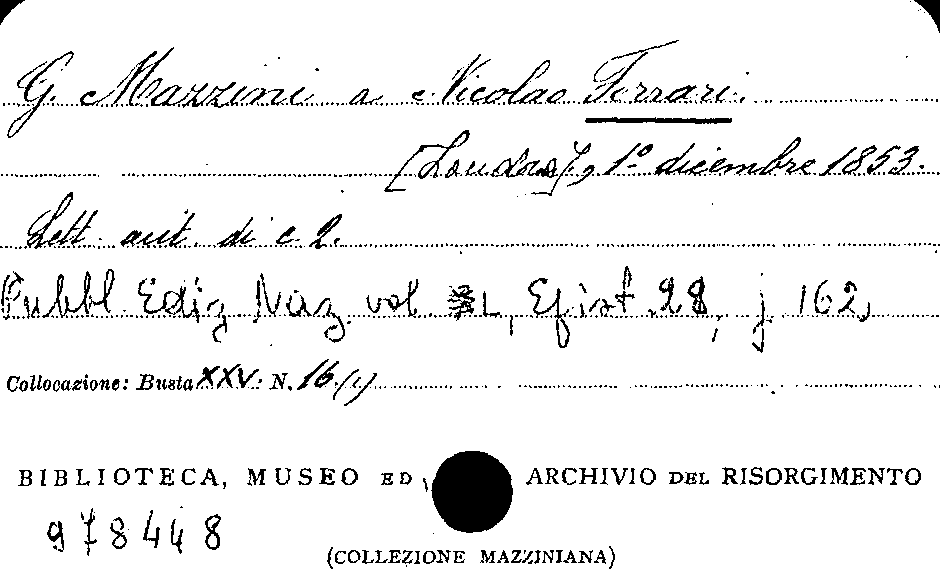 G. Mazzini a Nicolao Ferrari.
[Londra], 1º dicembre 1853.
Lett. aut. di c. 2.
Pubbl. Ediz. Naz. vol. L, Epist. 28, p. 162,
Collocazione: Busta XXV: N. 16 (1)
BIBLIOTECA, MUSEO ED ARCHIVIO DEL RISORGIMENTO
978448
(COLLEZIONE MAZZINIANA)